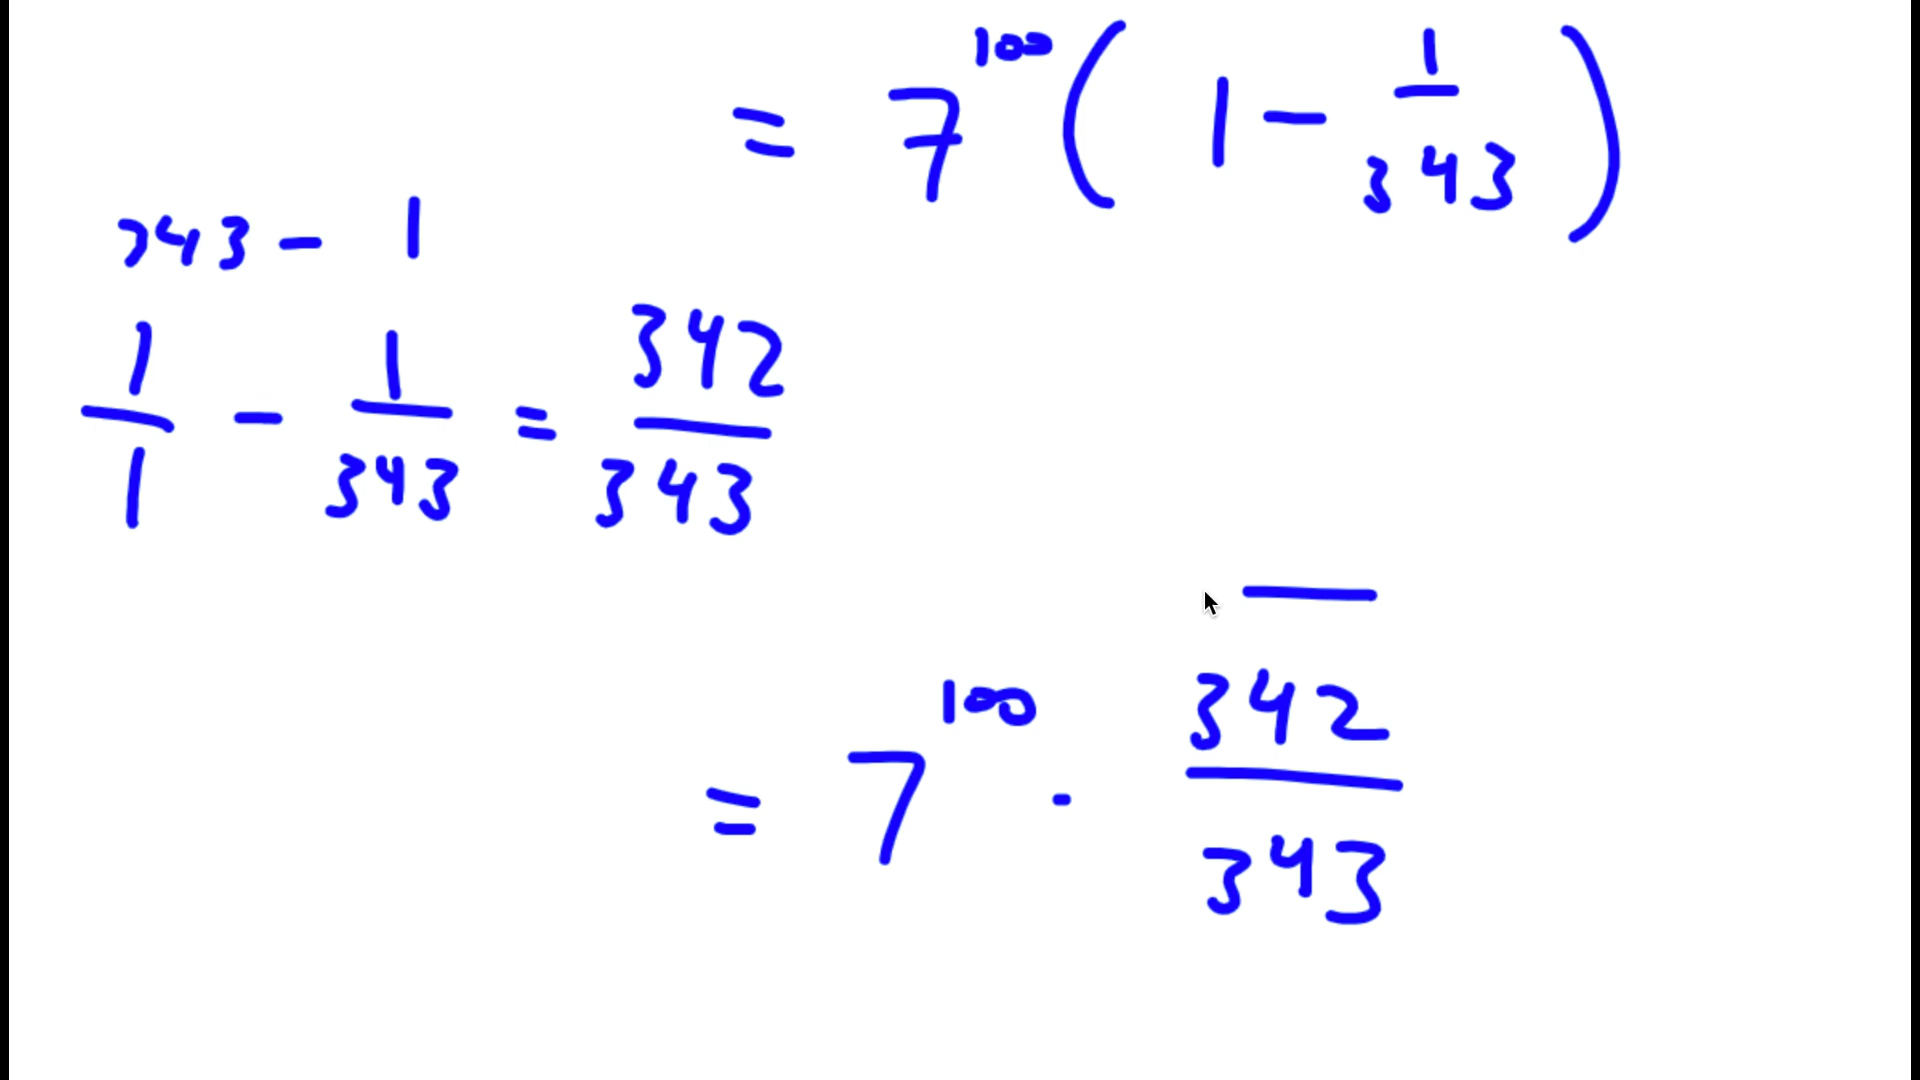 = 7^100 ( 1 - 1/343 )
343 - 1
1/1 - 1/343 = 342/343
= 7^100 · 342/343